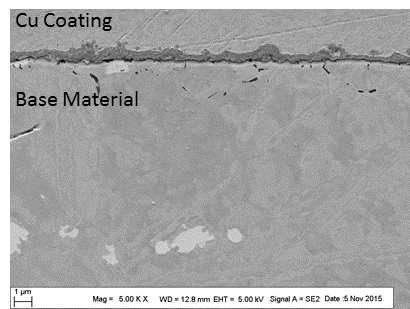 Cu Coating
Base Material
1 µm
Mag = 5.00 K X WD = 12.8 mm EHT = 5.00 kV Signal A = SE2 Date :5 Nov 2015